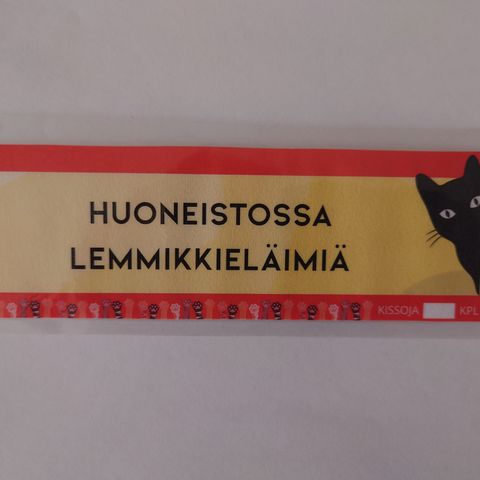 HUONEISTOSSA
LEMMIKKIELÄIMIÄ
KISSOJA KPL